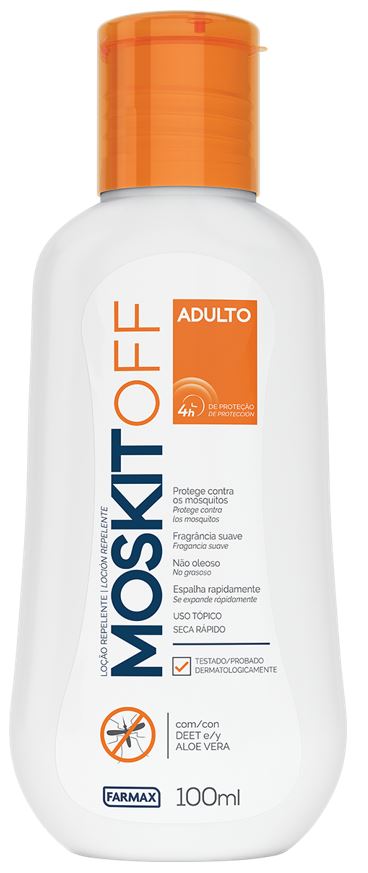 LOÇÃO REPELENTE | LOCIÓN REPELENTE
MOSKITOFF
ADULTO
4h DE PROTEÇÃO
DE PROTECCIÓN
Protege contra
os mosquitos
Protege contra
los mosquitos
Fragrância suave
Fragancia suave
Não oleoso
No grasoso
Espalha rapidamente
Se expande rápidamente
USO TÓPICO
SECA RÁPIDO
TESTADO/PROBADO
DERMATOLOGICAMENTE
com/con
DEET e/y
ALOE VERA
FARMAX
100ml